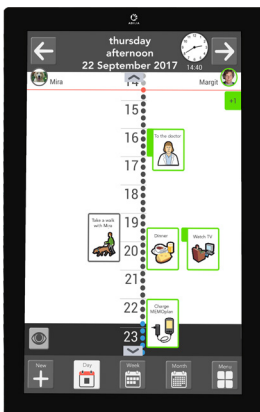 ABILIA
thursday
afternoon
22 September 2017
14:40
Mira
Margit
14
+1
15
16
To the doctor
17
18
Take a walk
with Mira
19
Dinner
Watch TV
20
21
22
Charge
MEMOplan
23
New
Day
Week
Month
Menu